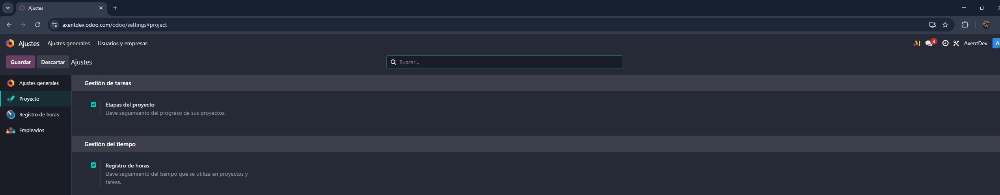 Ajustes
axentdev.odoo.com/odoo/settings#project
Ajustes Ajustes generales Usuarios y empresas AI 4 AxentDev A
Guardar Descartar Ajustes Buscar...
Ajustes generales
Proyecto
Registro de horas
Empleados
Gestión de tareas
Etapas del proyecto
Lleve seguimiento del progreso de sus proyectos.
Gestión del tiempo
Registro de horas
Lleve seguimiento del tiempo que se utiliza en proyectos y
tareas.